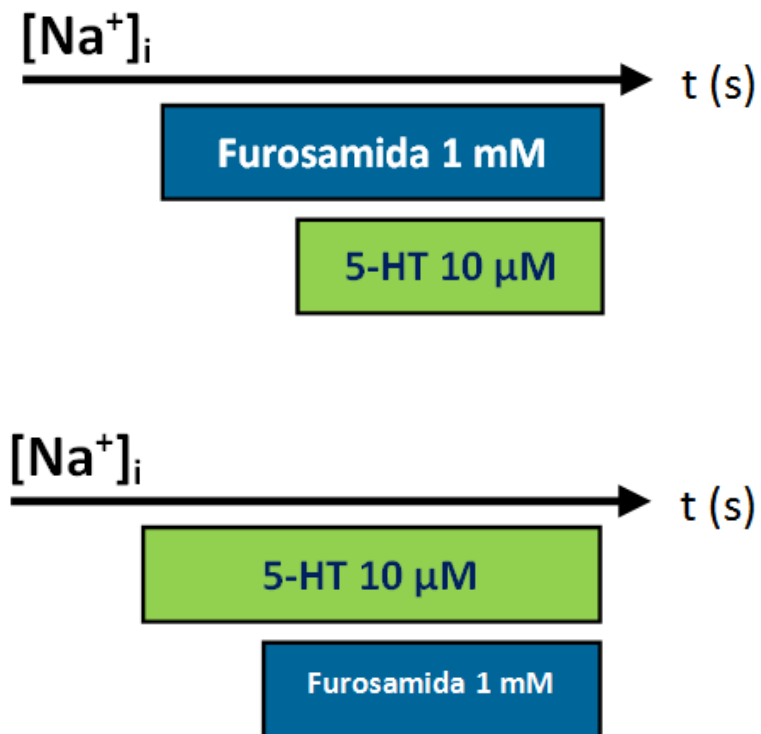 [Na⁺]ᵢ
t (s)
Furosamida 1 mM
5-HT 10 µM
[Na⁺]ᵢ
t (s)
5-HT 10 µM
Furosamida 1 mM